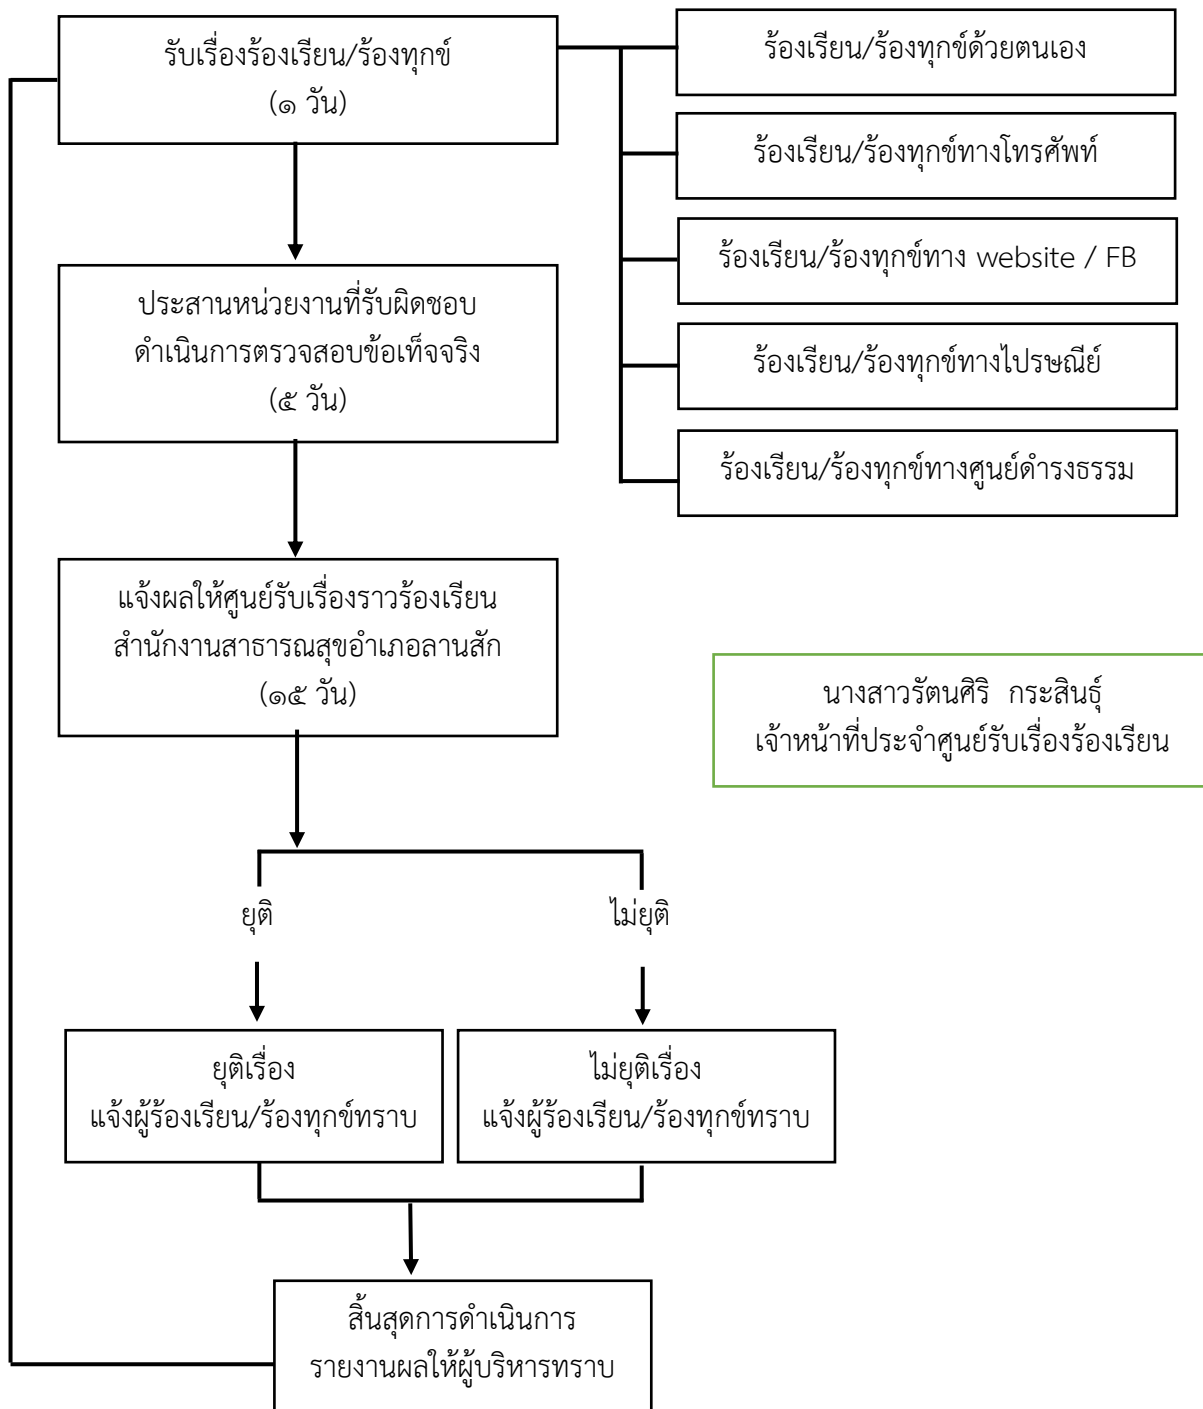 รับเรื่องร้องเรียน/ร้องทุกข์
(๑ วัน)
ร้องเรียน/ร้องทุกข์ด้วยตนเอง
ร้องเรียน/ร้องทุกข์ทางโทรศัพท์
ร้องเรียน/ร้องทุกข์ทาง website / FB
ร้องเรียน/ร้องทุกข์ทางไปรษณีย์
ร้องเรียน/ร้องทุกข์ทางศูนย์ดำรงธรรม
ประสานหน่วยงานที่รับผิดชอบ
ดำเนินการตรวจสอบข้อเท็จจริง
(๕ วัน)
แจ้งผลให้ศูนย์รับเรื่องราวร้องเรียน
สำนักงานสาธารณสุขอำเภอลานสัก
(๑๕ วัน)
นางสาวรัตนศิริ  กระสินธุ์
เจ้าหน้าที่ประจำศูนย์รับเรื่องร้องเรียน
ยุติ
ไม่ยุติ
ยุติเรื่อง
แจ้งผู้ร้องเรียน/ร้องทุกข์ทราบ
ไม่ยุติเรื่อง
แจ้งผู้ร้องเรียน/ร้องทุกข์ทราบ
สิ้นสุดการดำเนินการ
รายงานผลให้ผู้บริหารทราบ